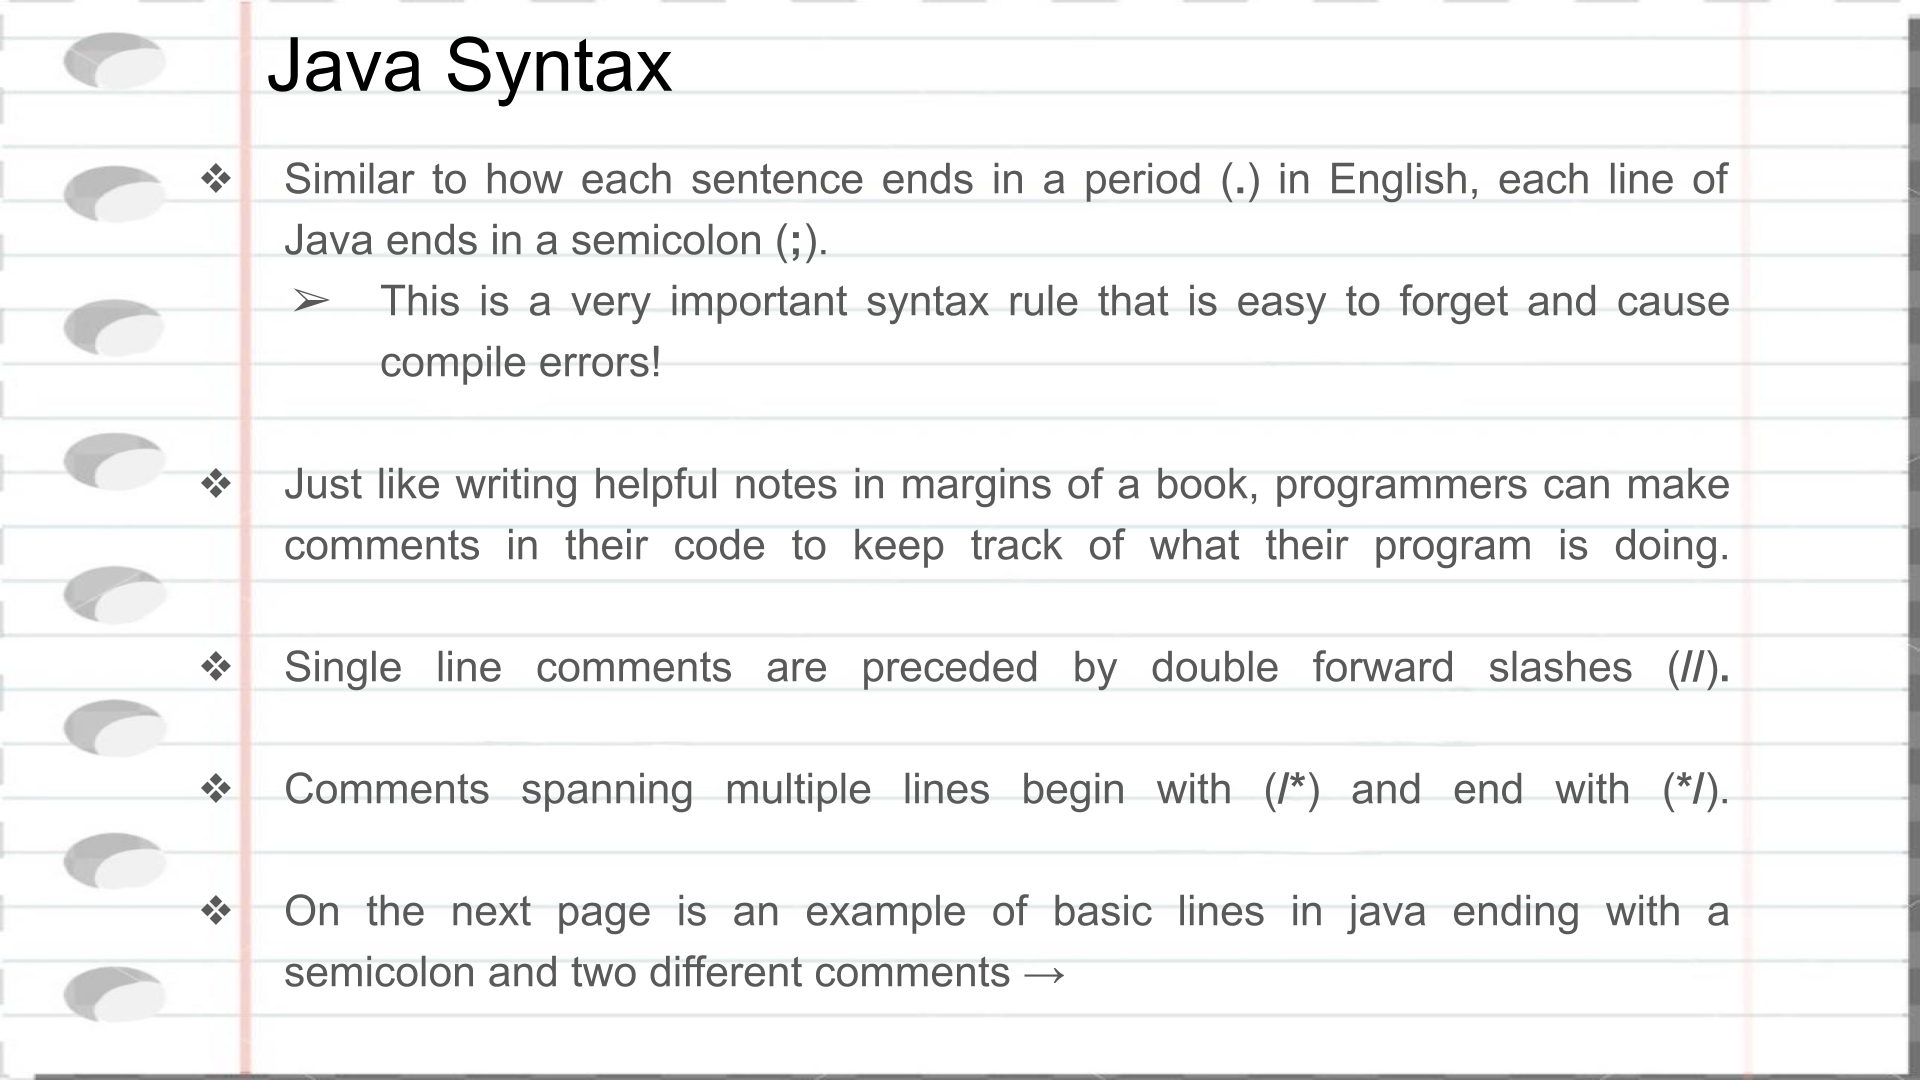 Java Syntax
❖ Similar to how each sentence ends in a period (.) in English, each line of
Java ends in a semicolon (;).
➢ This is a very important syntax rule that is easy to forget and cause
compile errors!
❖ Just like writing helpful notes in margins of a book, programmers can make
comments in their code to keep track of what their program is doing.
❖ Single line comments are preceded by double forward slashes (//).
❖ Comments spanning multiple lines begin with (/*) and end with (*/).
❖ On the next page is an example of basic lines in java ending with a
semicolon and two different comments →